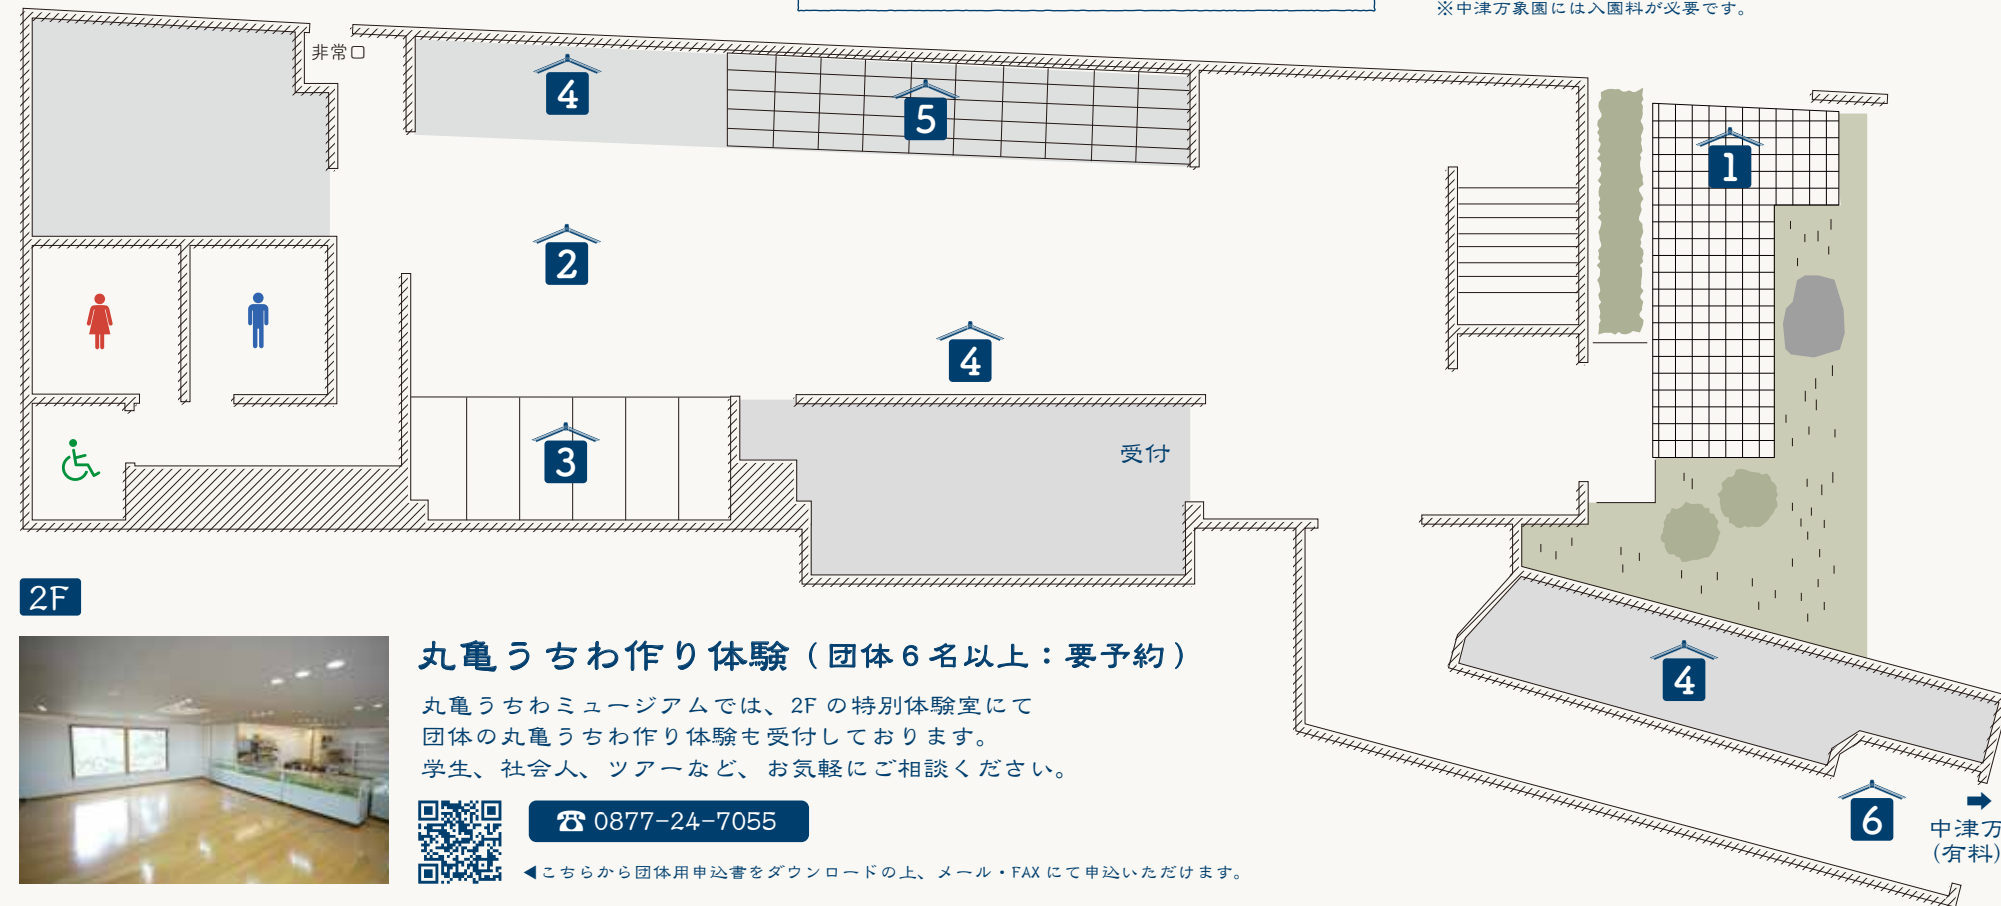 ※中津万象園には入園料が必要です。
非常口
4
5
1
2
4
3
受付
4
6
中津万
(有料)
2F
丸亀うちわ作り体験（団体６名以上：要予約）
丸亀うちわミュージアムでは、2F の特別体験室にて
団体の丸亀うちわ作り体験も受付しております。
学生、社会人、ツアーなど、お気軽にご相談ください。
☎ 0877-24-7055
◀こちらから団体用申込書をダウンロードの上、メール・FAX にて申込いただけます。